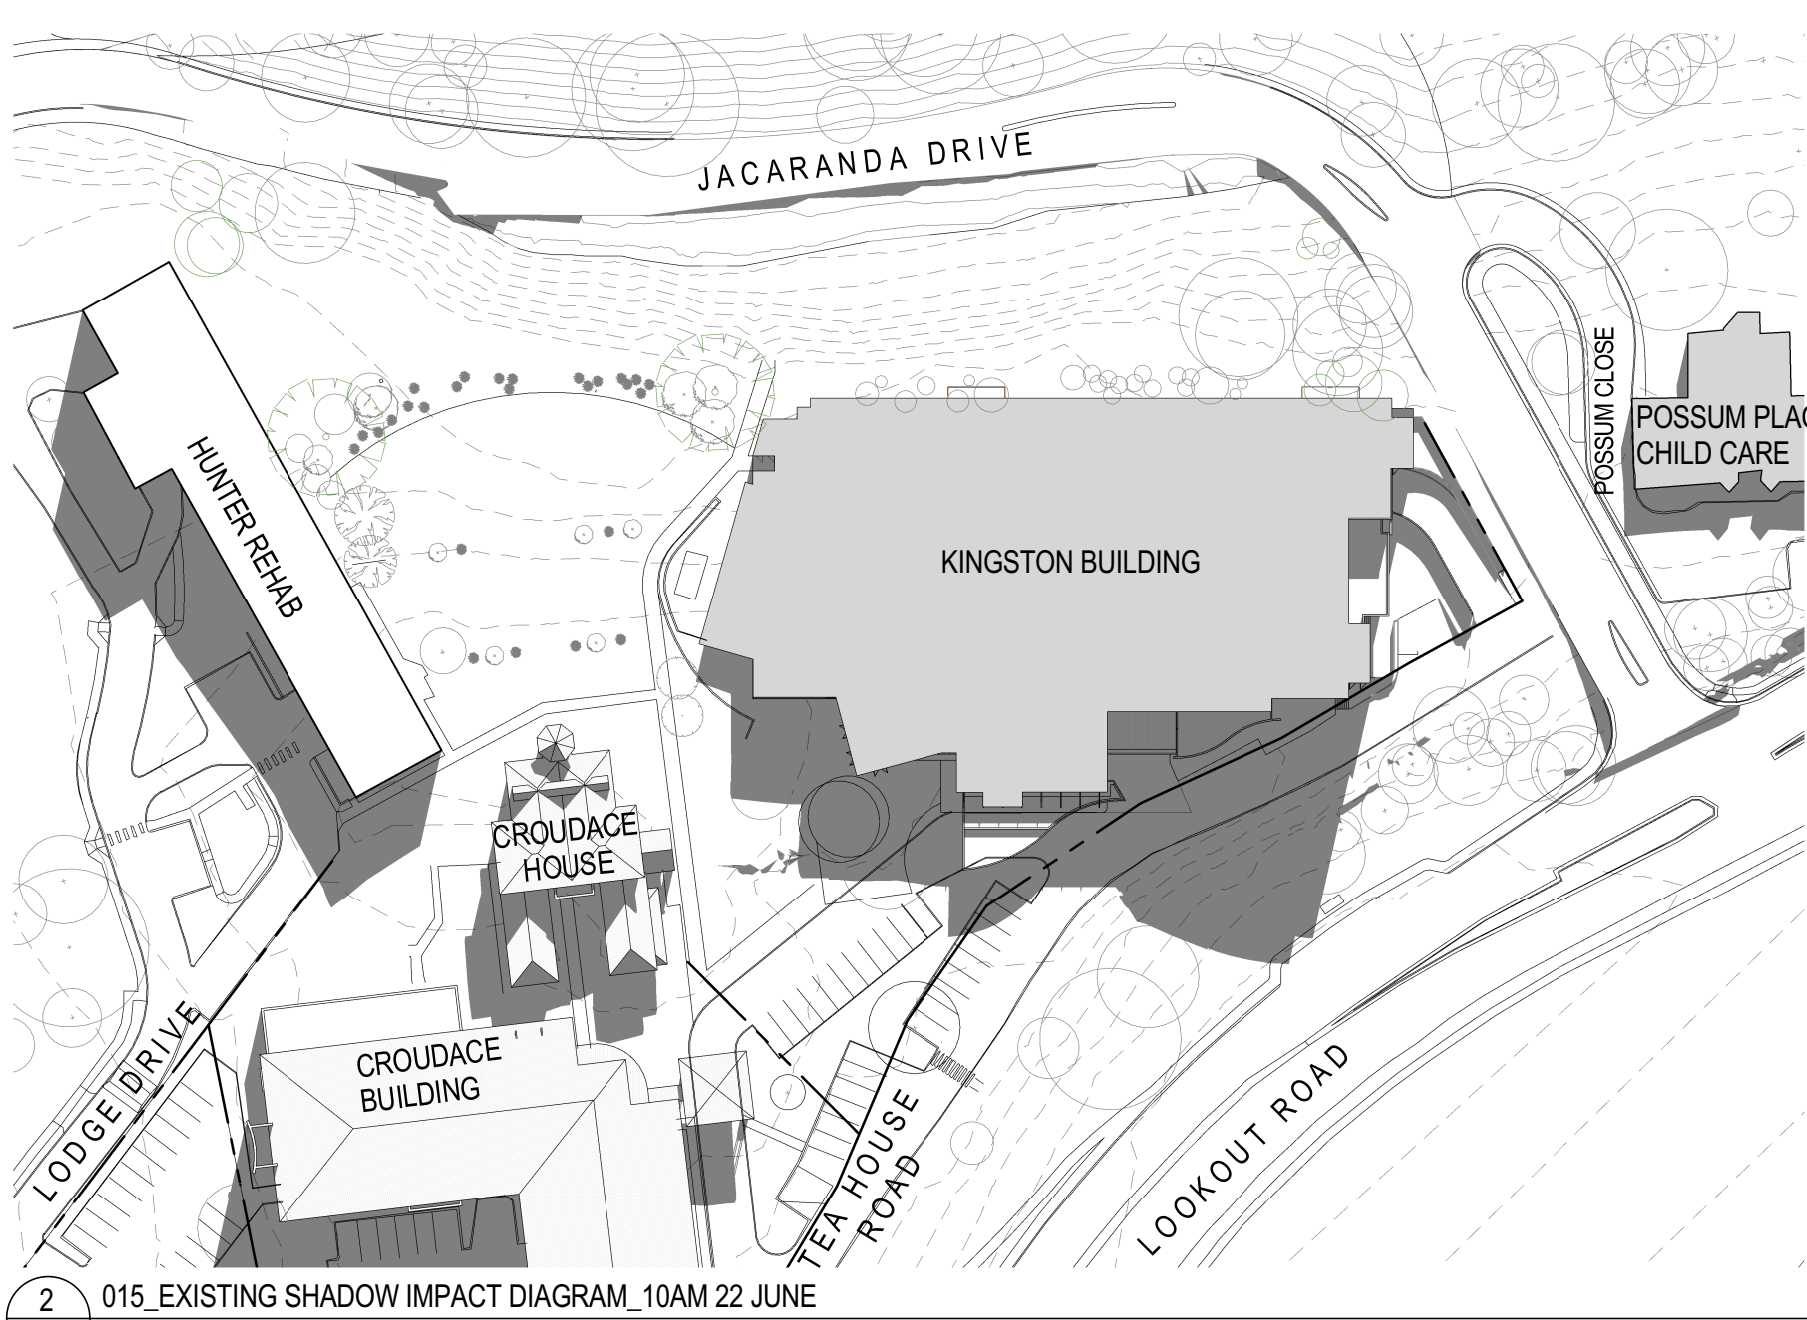 JACARANDA DRIVE
HUNTER REHAB
POSSUM CLOSE
POSSUM PLAC
CHILD CARE
KINGSTON BUILDING
CROUDACE
HOUSE
CROUDACE
BUILDING
LODGE DRIVE
TEA HOUSE
ROAD
LOOKOUT ROAD
2
015_EXISTING SHADOW IMPACT DIAGRAM_10AM 22 JUNE